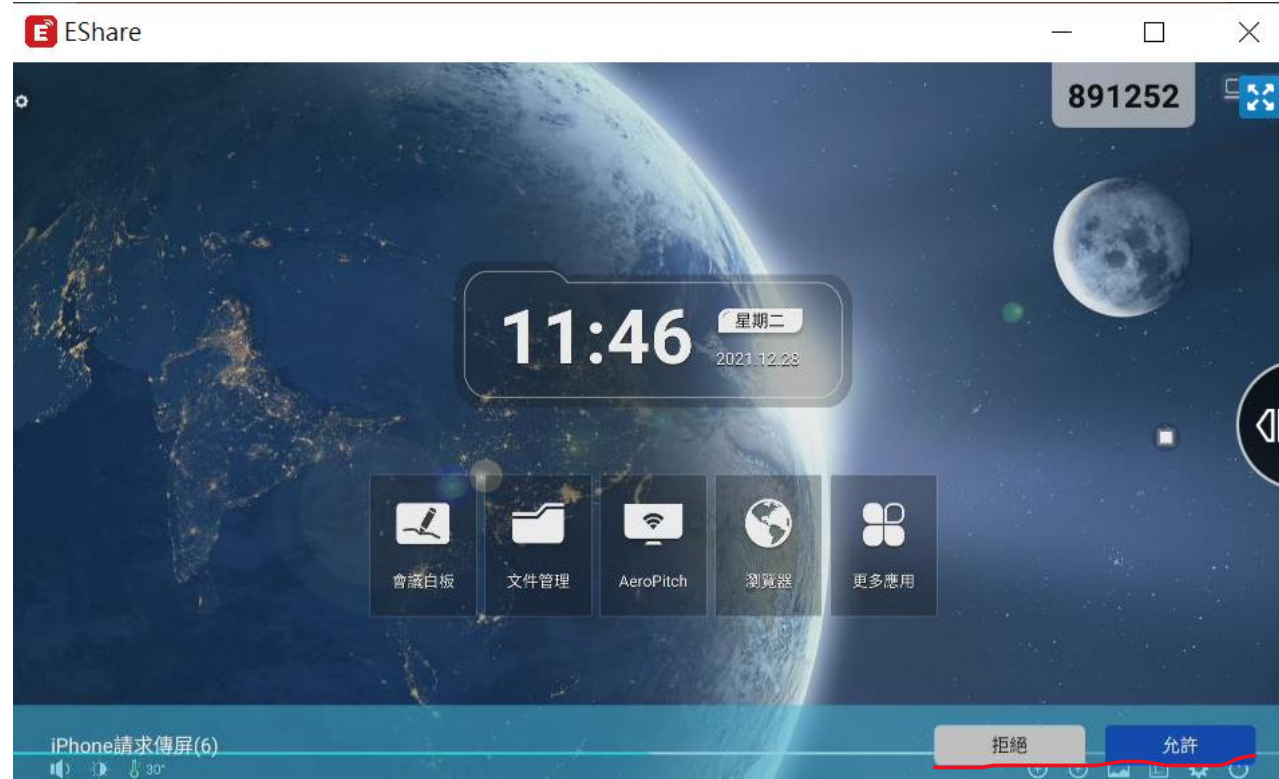 EShare
891252
11:46
星期二
2021.12.28
會議白板
文件管理
AeroPitch
瀏覽器
更多應用
iPhone請求傳屏(6)
拒絕
允許
30°